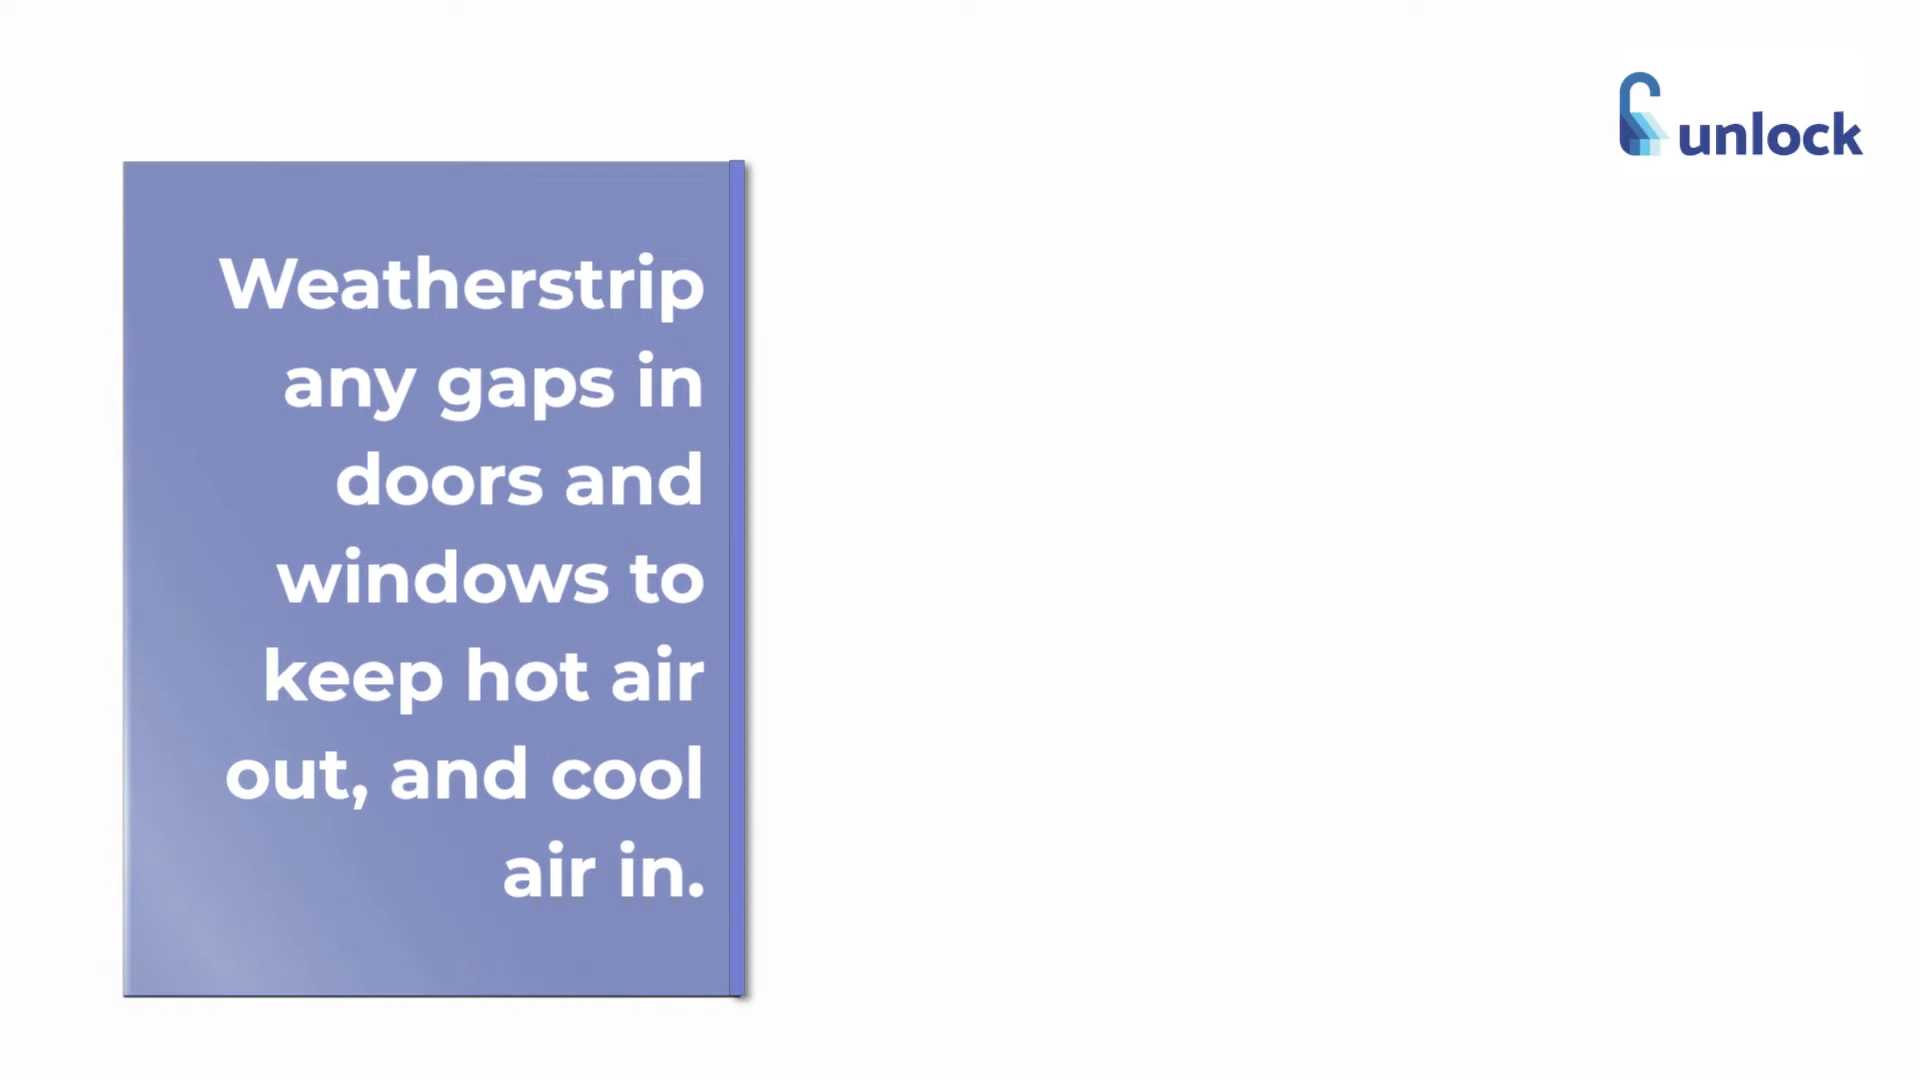 unlock
Weatherstrip
any gaps in
doors and
windows to
keep hot air
out, and cool
air in.